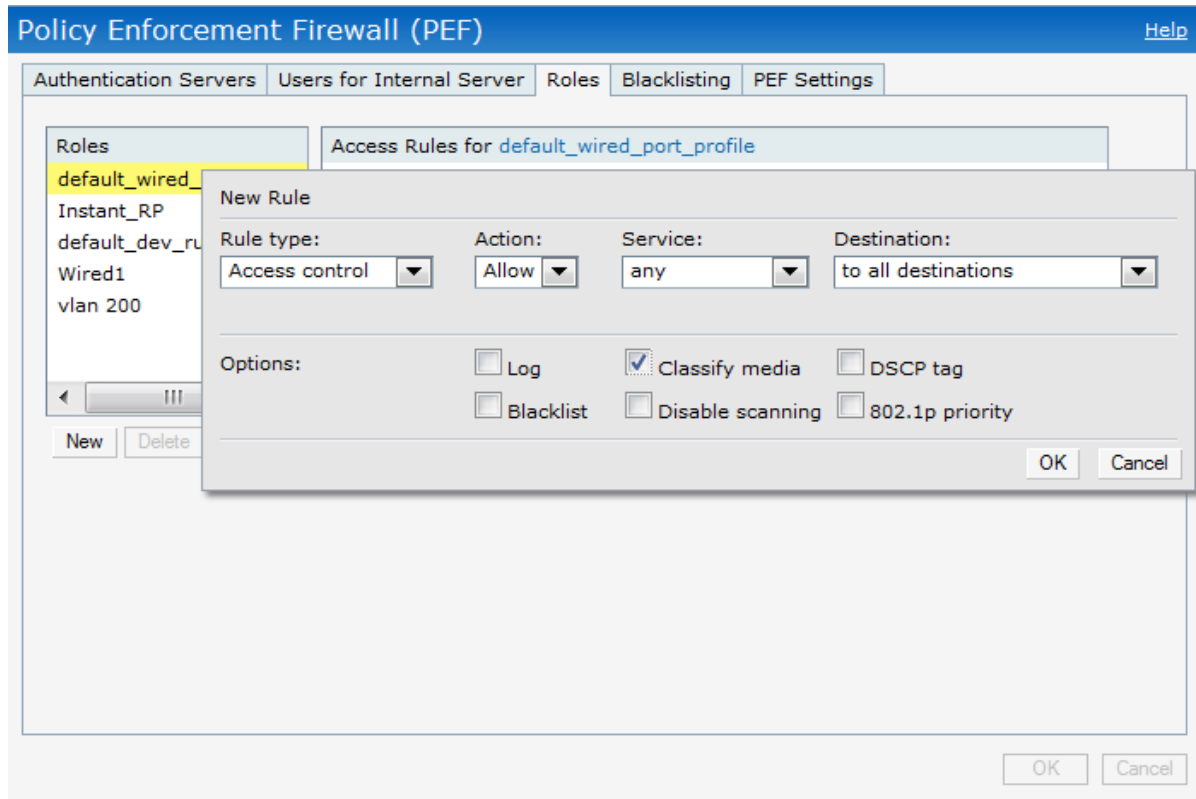 Policy Enforcement Firewall (PEF) Help
Authentication Servers Users for Internal Server Roles Blacklisting PEF Settings
Roles Access Rules for default_wired_port_profile
default_wired_
New Rule
Instant_RP
default_dev_ru Rule type: Action: Service: Destination:
Wired1 Access control Allow any to all destinations
vlan 200
Options: Log Classify media DSCP tag
Blacklist Disable scanning 802.1p priority
New Delete
OK Cancel
OK Cancel